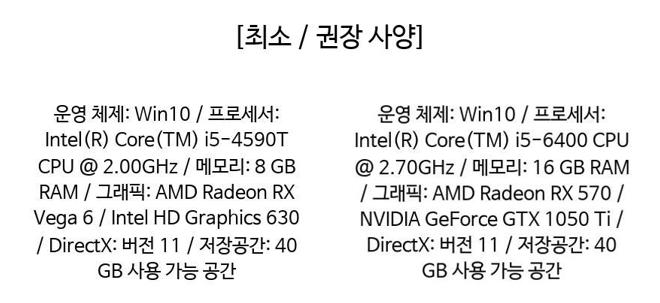 [최소 / 권장 사양]
운영 체제: Win10 / 프로세서:
Intel(R) Core(TM) i5-4590T
CPU @ 2.00GHz / 메모리: 8 GB
RAM / 그래픽: AMD Radeon RX
Vega 6 / Intel HD Graphics 630
/ DirectX: 버전 11 / 저장공간: 40
GB 사용 가능 공간
운영 체제: Win10 / 프로세서:
Intel(R) Core(TM) i5-6400 CPU
@ 2.70GHz / 메모리: 16 GB RAM
/ 그래픽: AMD Radeon RX 570 /
NVIDIA GeForce GTX 1050 Ti /
DirectX: 버전 11 / 저장공간: 40
GB 사용 가능 공간